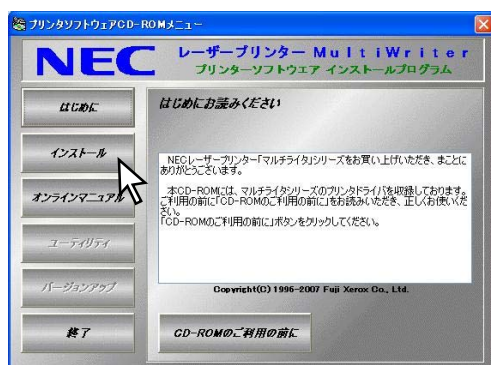 プリンタソフトウェアCD-ROMメニュー
NEC
レーザープリンター MultiWriter
プリンターソフトウエア インストールプログラム
はじめに
インストール
オンラインマニュアル
ユーティリティ
バージョンアップ
終了
はじめにお読みください
NECレーザープリンター「マルチライタ」シリーズをお買い上げいただき、まことに
ありがとうございます。
本CD-ROMには、マルチライタシリーズのプリンタドライバを収録しております。
ご利用の前に「CD-ROMのご利用の前に」をお読みいただき、正しくお使いくだ
さい。
「CD-ROMのご利用の前に」ボタンをクリックしてください。
Copyright(C) 1996-2007 Fuji Xerox Co., Ltd.
CD-ROMのご利用の前に